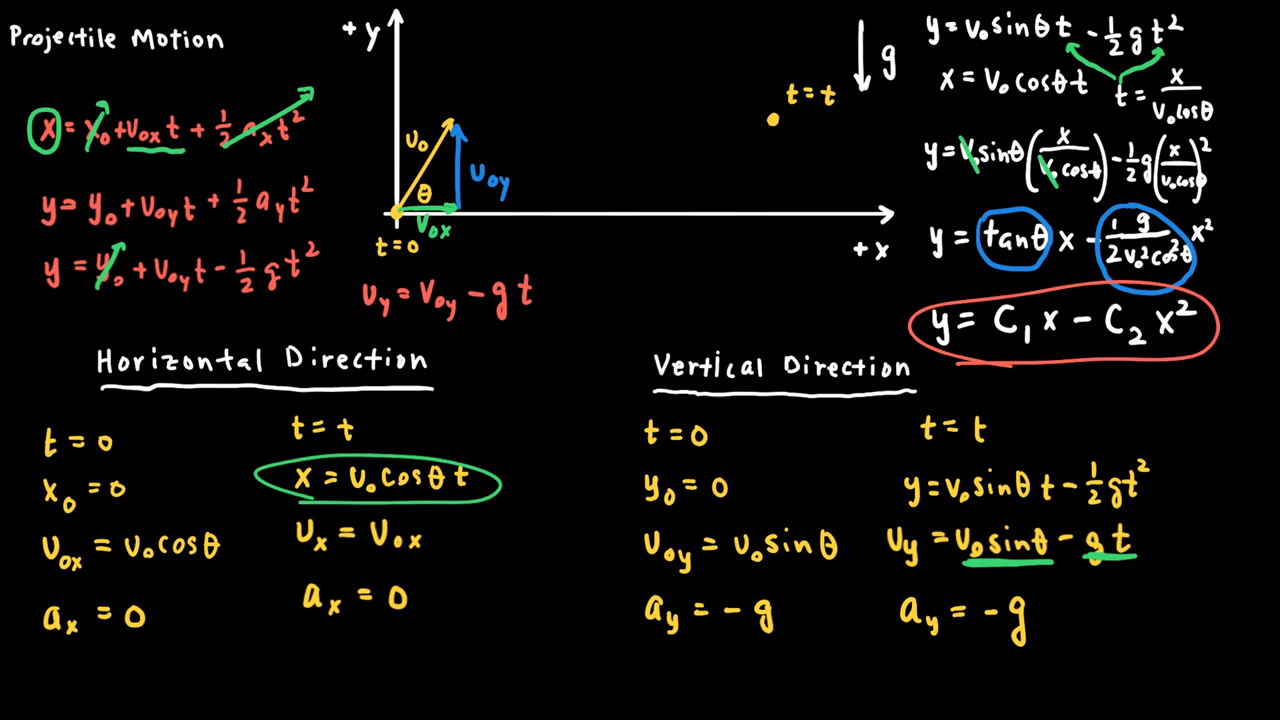 Projectile Motion
x = x₀ + v₀ₓ t + ½ aₓ t²
y = y₀ + v₀y t + ½ ay t²
y = y₀ + v₀y t − ½ g t²
+y
v₀
θ
v₀y
v₀ₓ
t=0
+x
t=t
g
vy = v₀y − g t
y = v₀ sinθ t − ½ g t²
x = v₀ cosθ t
t = x / (v₀ cosθ)
y = v₀ sinθ (x / (v₀ cosθ)) − ½ g (x / (v₀ cosθ))²
y = tanθ x − ½ g / (v₀² cos²θ) x²
y = C₁ x − C₂ x²
Horizontal Direction
t = 0
x₀ = 0
v₀ₓ = v₀ cosθ
aₓ = 0
t = t
x = v₀ cosθ t
vₓ = v₀ₓ
aₓ = 0
Vertical Direction
t = 0
y₀ = 0
v₀y = v₀ sinθ
ay = − g
t = t
y = v₀ sinθ t − ½ g t²
vy = v₀ sinθ − g t
ay = − g